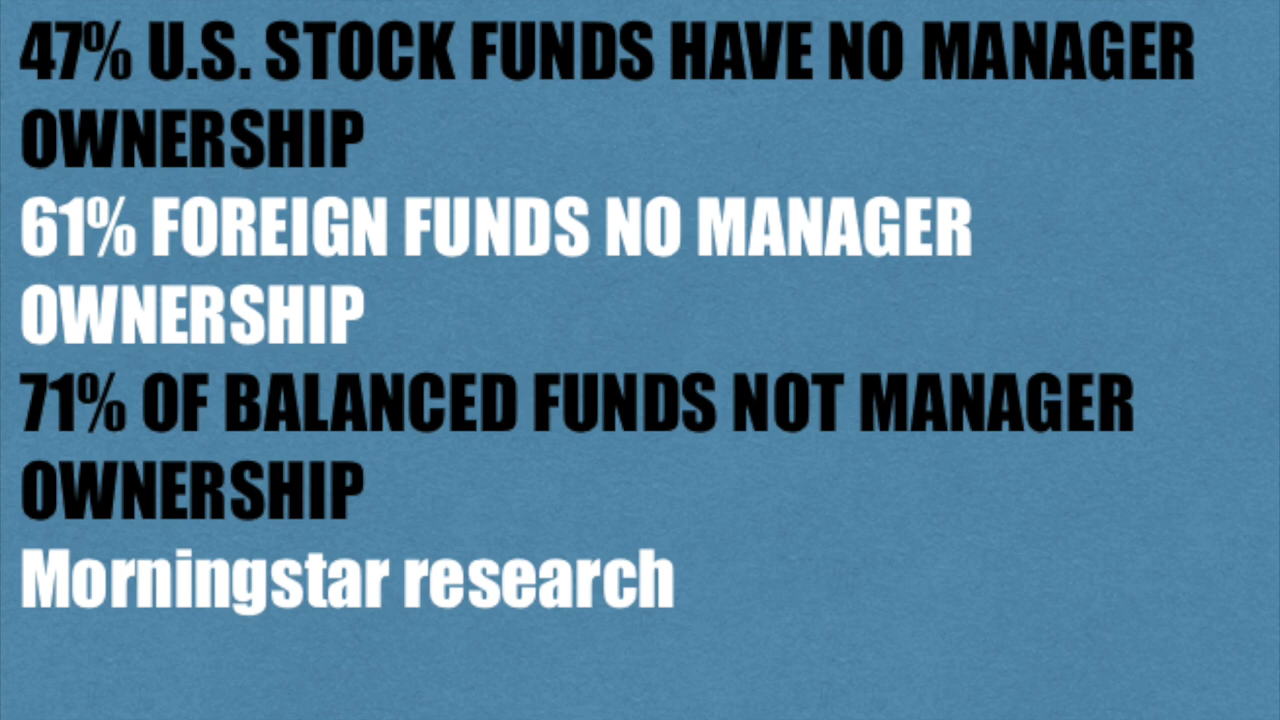 47% U.S. STOCK FUNDS HAVE NO MANAGER
OWNERSHIP
61% FOREIGN FUNDS NO MANAGER
OWNERSHIP
71% OF BALANCED FUNDS NOT MANAGER
OWNERSHIP
Morningstar research